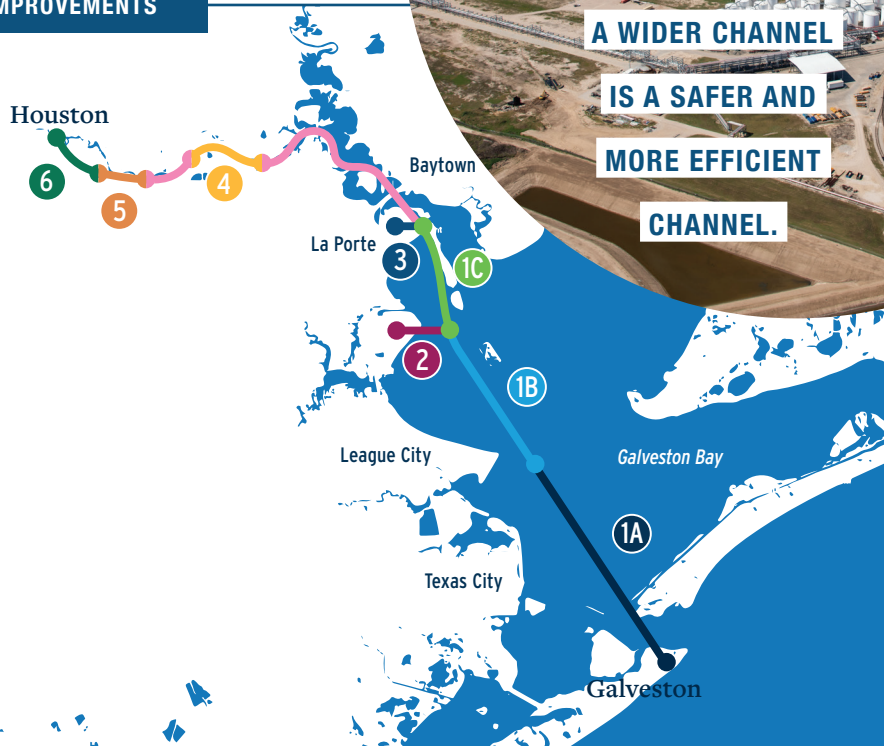 A WIDER CHANNEL
IS A SAFER AND
MORE EFFICIENT
CHANNEL.
Houston
6
5
4
Baytown
La Porte
3
1C
2
1B
League City
Galveston Bay
1A
Texas City
Galveston